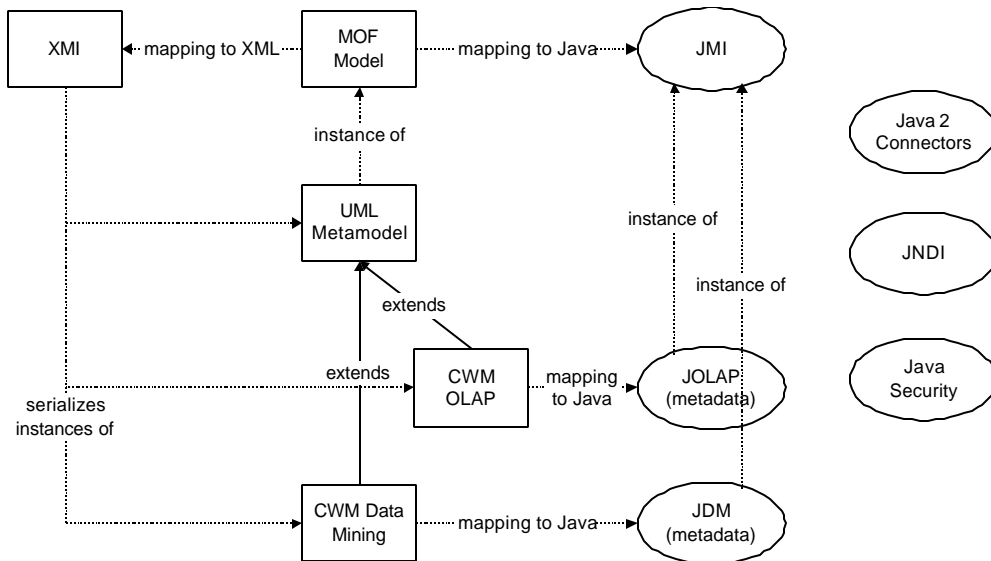 XMI
mapping to XML
MOF
Model
mapping to Java
JMI
Java 2
Connectors
instance of
UML
Metamodel
instance of
JNDI
instance of
extends
extends
CWM
OLAP
mapping
to Java
JOLAP
(metadata)
Java
Security
serializes
instances of
CWM Data
Mining
mapping to Java
JDM
(metadata)